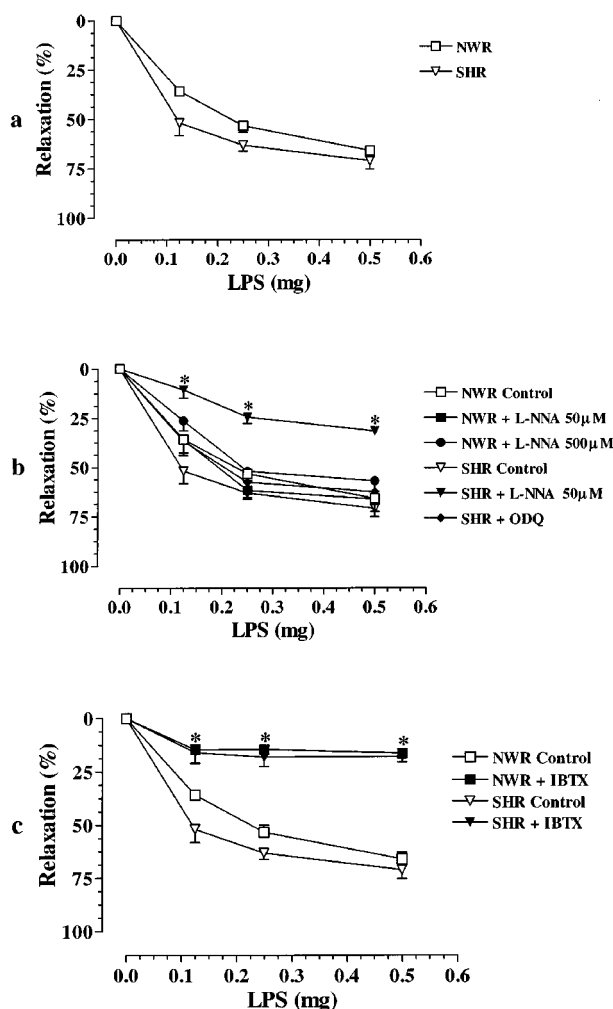 a
Relaxation (%)
0
25
50
75
100
0.0 0.1 0.2 0.3 0.4 0.5 0.6
LPS (mg)
NWR
SHR
b
Relaxation (%)
0
25
50
75
100
* * *
0.0 0.1 0.2 0.3 0.4 0.5 0.6
LPS (mg)
NWR Control
NWR + L-NNA 50µM
NWR + L-NNA 500µM
SHR Control
SHR + L-NNA 50µM
SHR + ODQ
c
Relaxation (%)
0
25
50
75
100
* * *
0.0 0.1 0.2 0.3 0.4 0.5 0.6
LPS (mg)
NWR Control
NWR + IBTX
SHR Control
SHR + IBTX